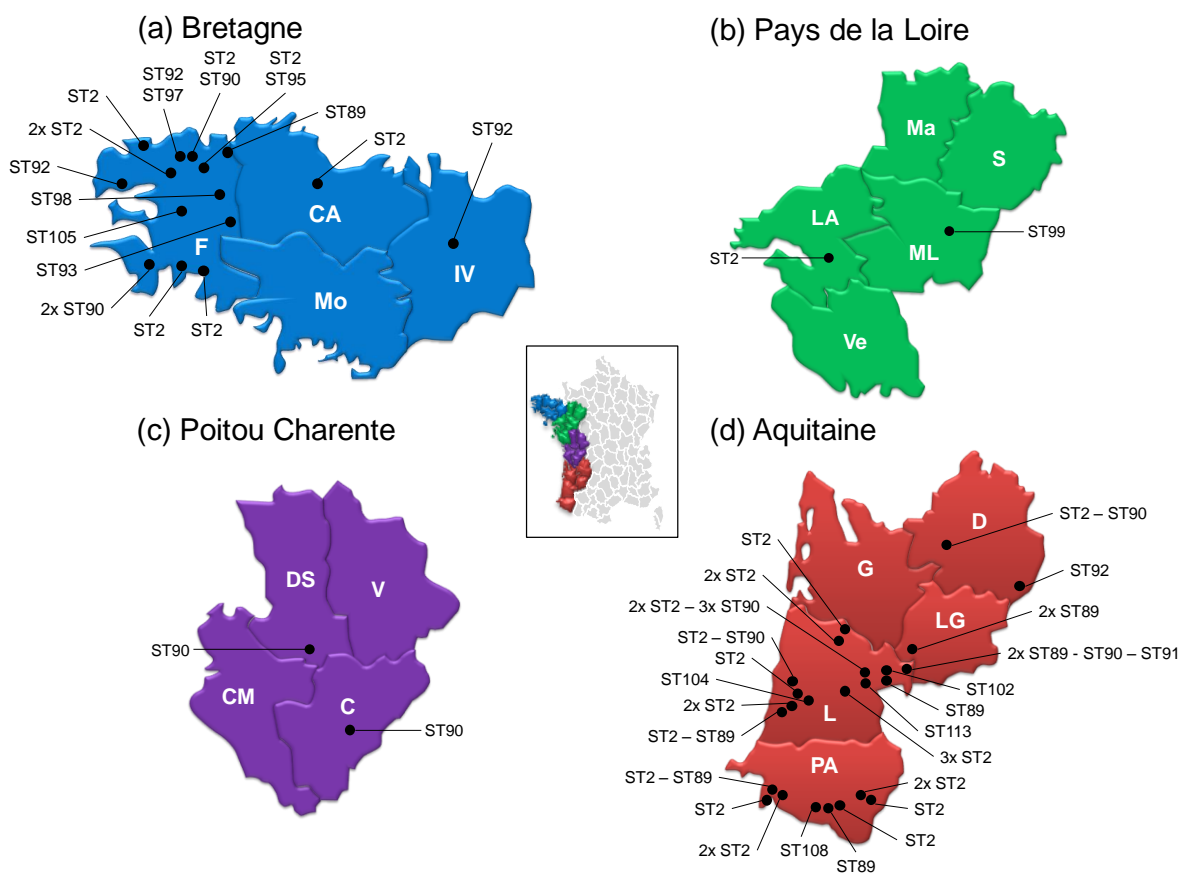 (a) Bretagne
ST2
ST92
ST97
ST2
ST90
ST2
ST95
ST89
ST2
ST92
2x ST2
ST92
ST98
ST105
ST93
2x ST90
ST2
ST2
F
CA
Mo
IV
(b) Pays de la Loire
Ma
S
LA
ML
Ve
ST99
ST2
(c) Poitou Charente
DS
V
CM
C
ST90
ST90
(d) Aquitaine
D
G
LG
L
PA
ST2 – ST90
ST92
ST2
2x ST2
2x ST2 – 3x ST90
2x ST89
ST2 – ST90
2x ST89 - ST90 – ST91
ST2
ST102
ST104
ST89
2x ST2
ST113
ST2 – ST89
3x ST2
ST2 – ST89
2x ST2
ST2
ST2
2x ST2
ST108
ST89
ST2